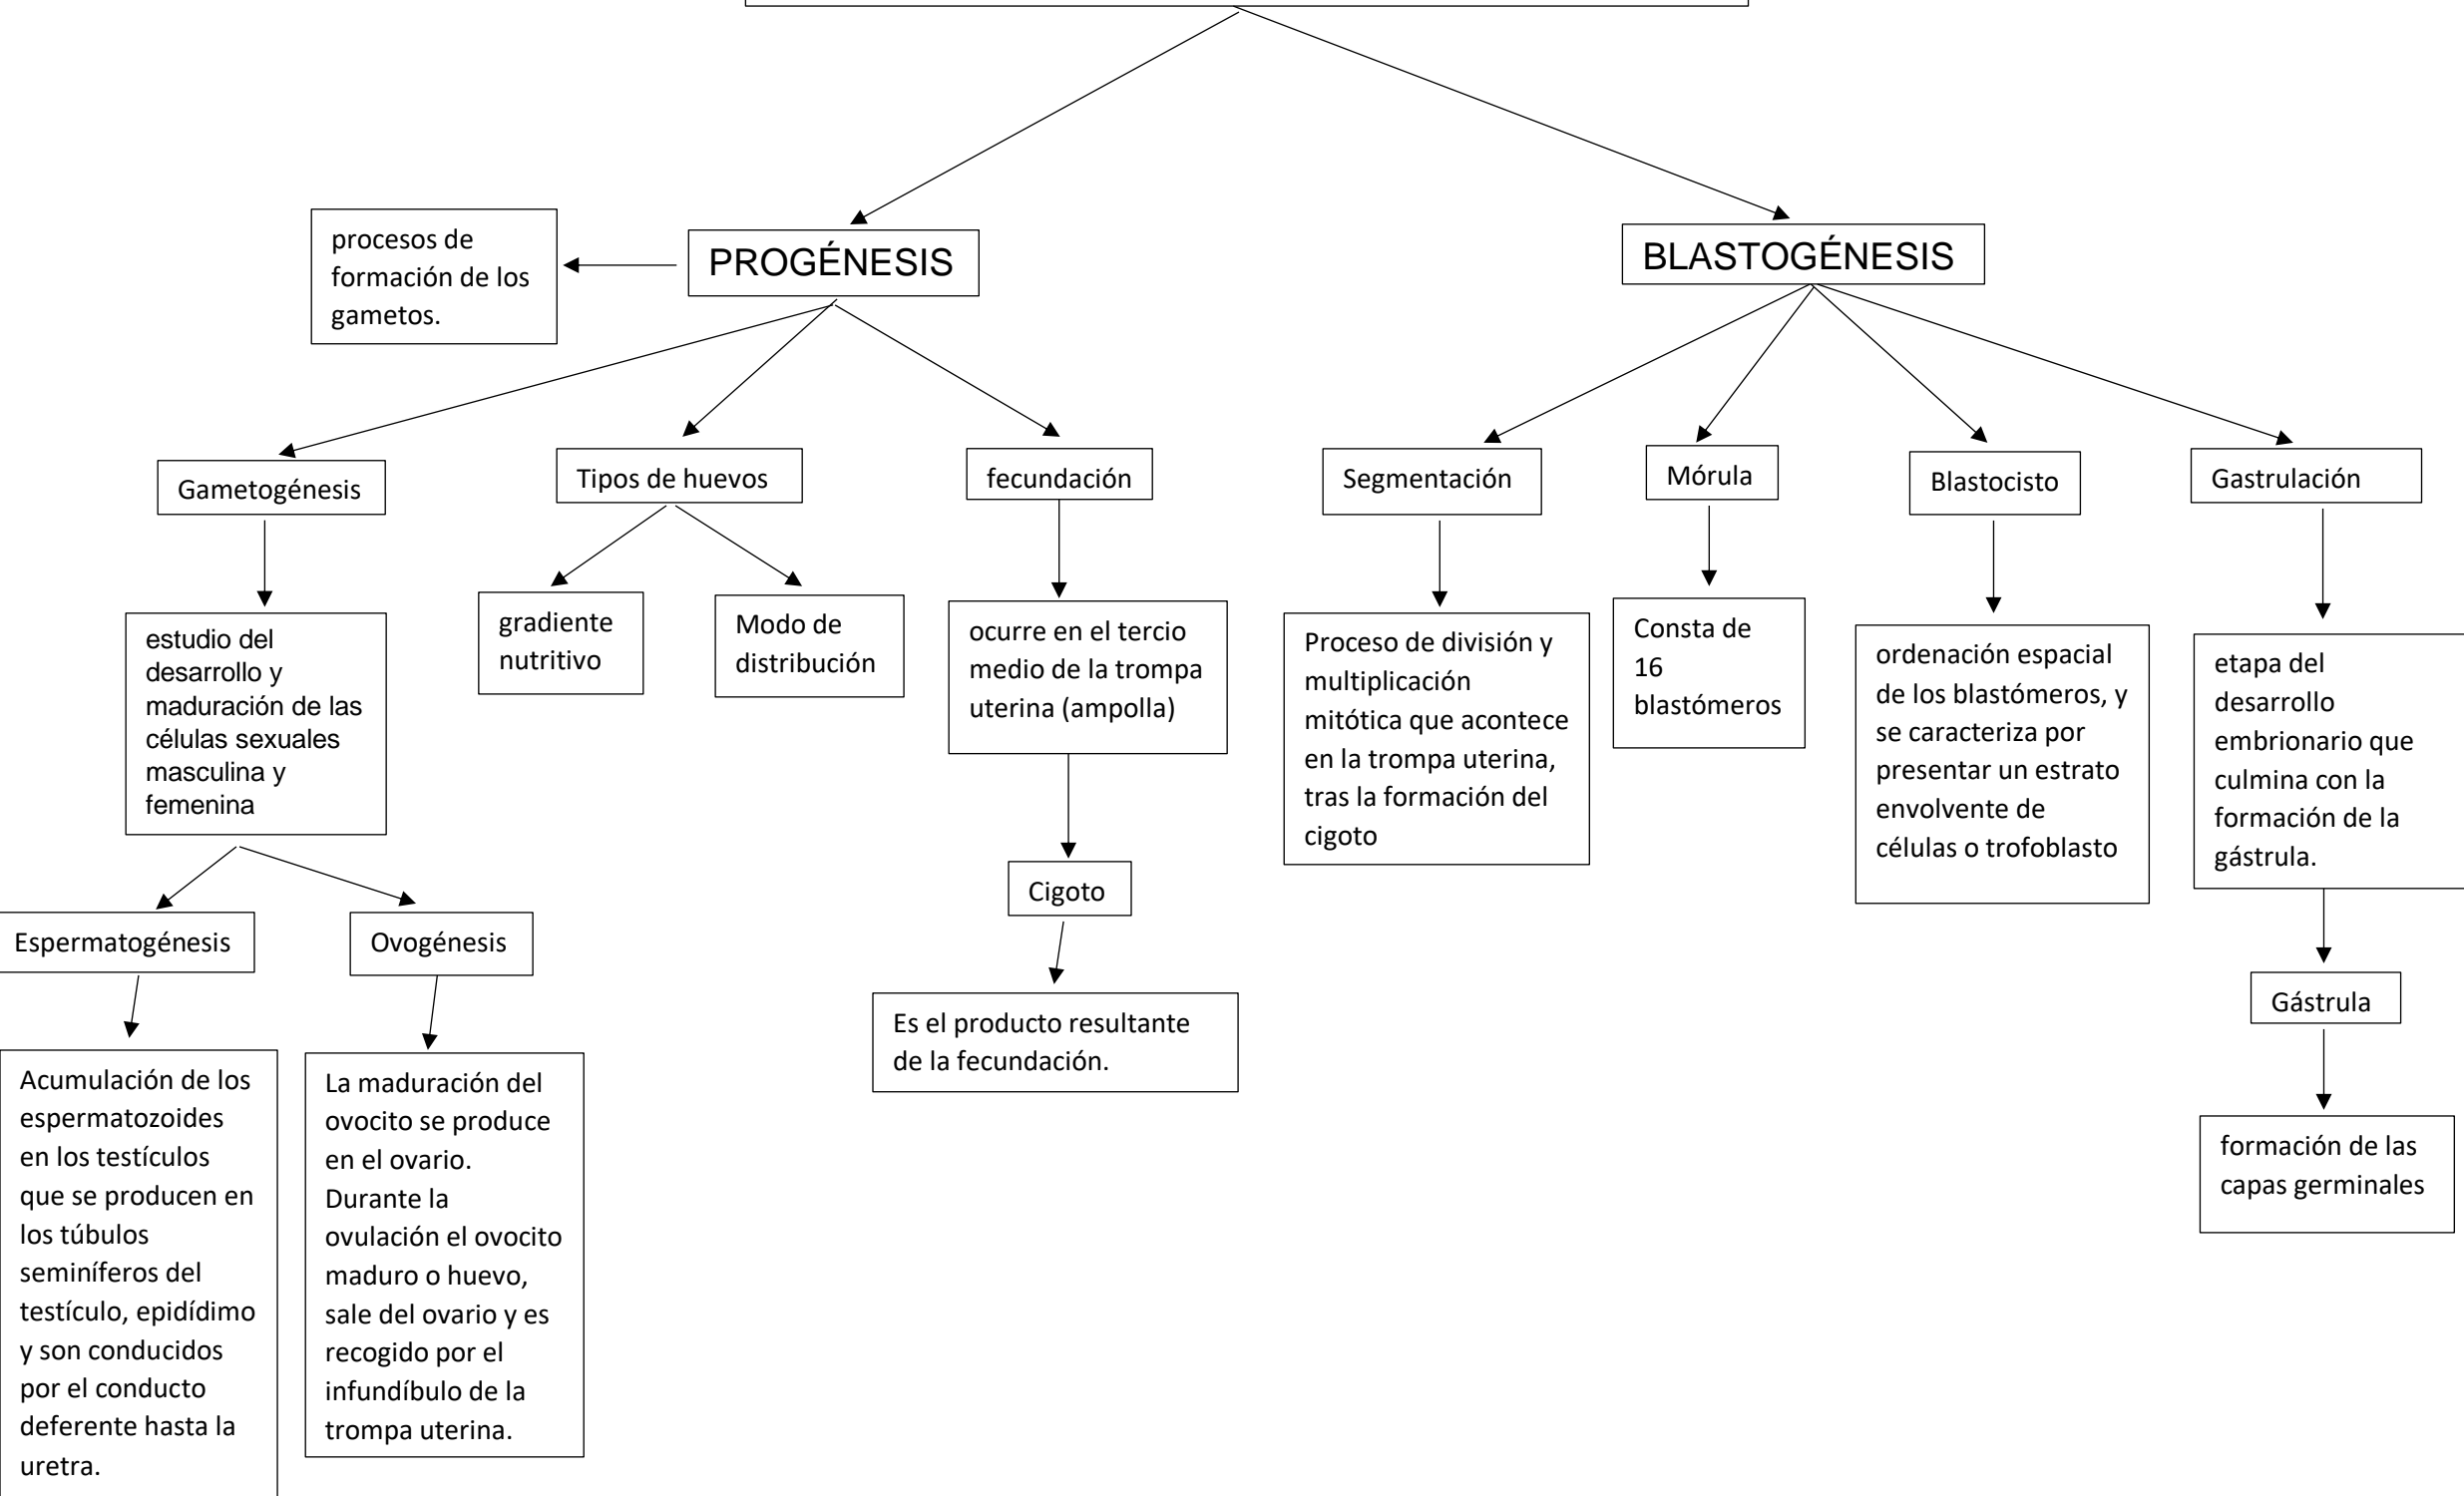 procesos de
formación de los
gametos.
PROGÉNESIS
BLASTOGÉNESIS
Gametogénesis
Tipos de huevos
fecundación
Segmentación
Mórula
Blastocisto
Gastrulación
estudio del
desarrollo y
maduración de las
células sexuales
masculina y
femenina
gradiente
nutritivo
Modo de
distribución
ocurre en el tercio
medio de la trompa
uterina (ampolla)
Proceso de división y
multiplicación
mitótica que acontece
en la trompa uterina,
tras la formación del
cigoto
Consta de
16
blastómeros
ordenación espacial
de los blastómeros, y
se caracteriza por
presentar un estrato
envolvente de
células o trofoblasto
etapa del
desarrollo
embrionario que
culmina con la
formación de la
gástrula.
Espermatogénesis
Ovogénesis
Cigoto
Gástrula
Acumulación de los
espermatozoides
en los testículos
que se producen en
los túbulos
seminíferos del
testículo, epidídimo
y son conducidos
por el conducto
deferente hasta la
uretra.
La maduración del
ovocito se produce
en el ovario.
Durante la
ovulación el ovocito
maduro o huevo,
sale del ovario y es
recogido por el
infundíbulo de la
trompa uterina.
Es el producto resultante
de la fecundación.
formación de las
capas germinales